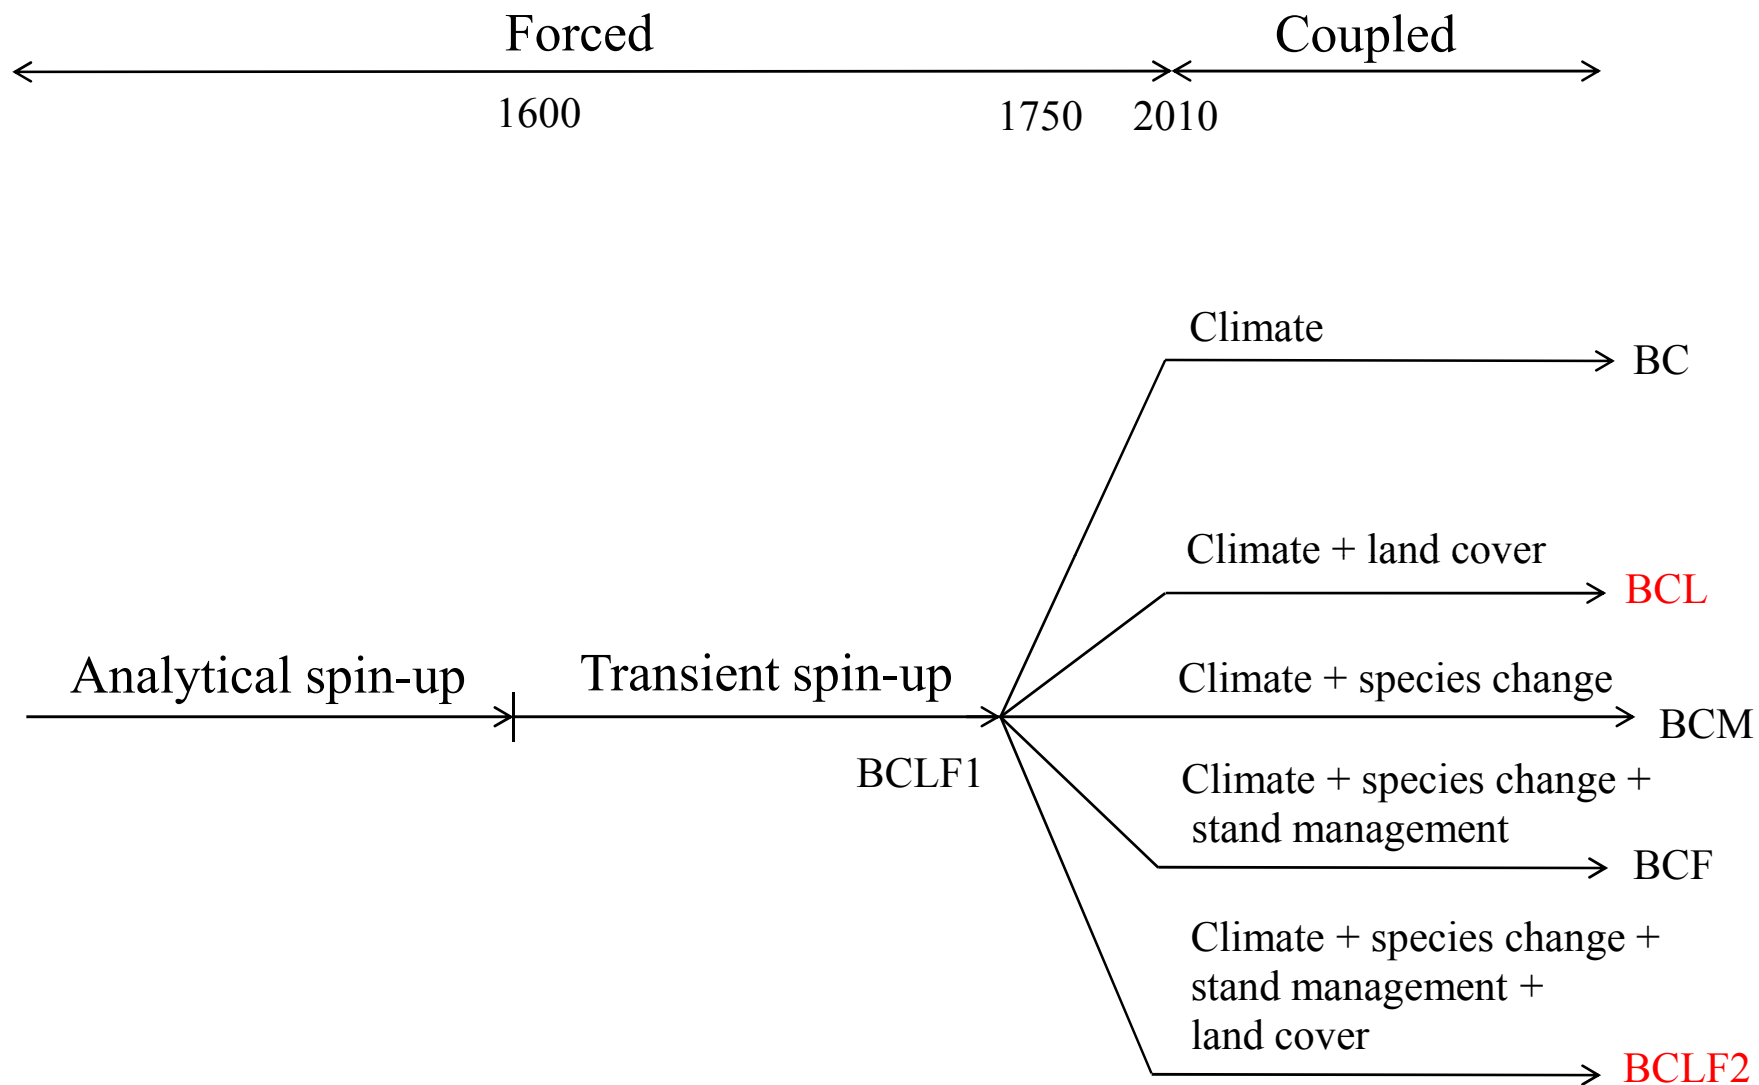 Forced
Coupled
1600
1750
2010
Climate
BC
Climate + land cover
BCL
Analytical spin-up
Transient spin-up
Climate + species change
BCM
BCLF1
Climate + species change +
stand management
BCF
Climate + species change +
stand management +
land cover
BCLF2